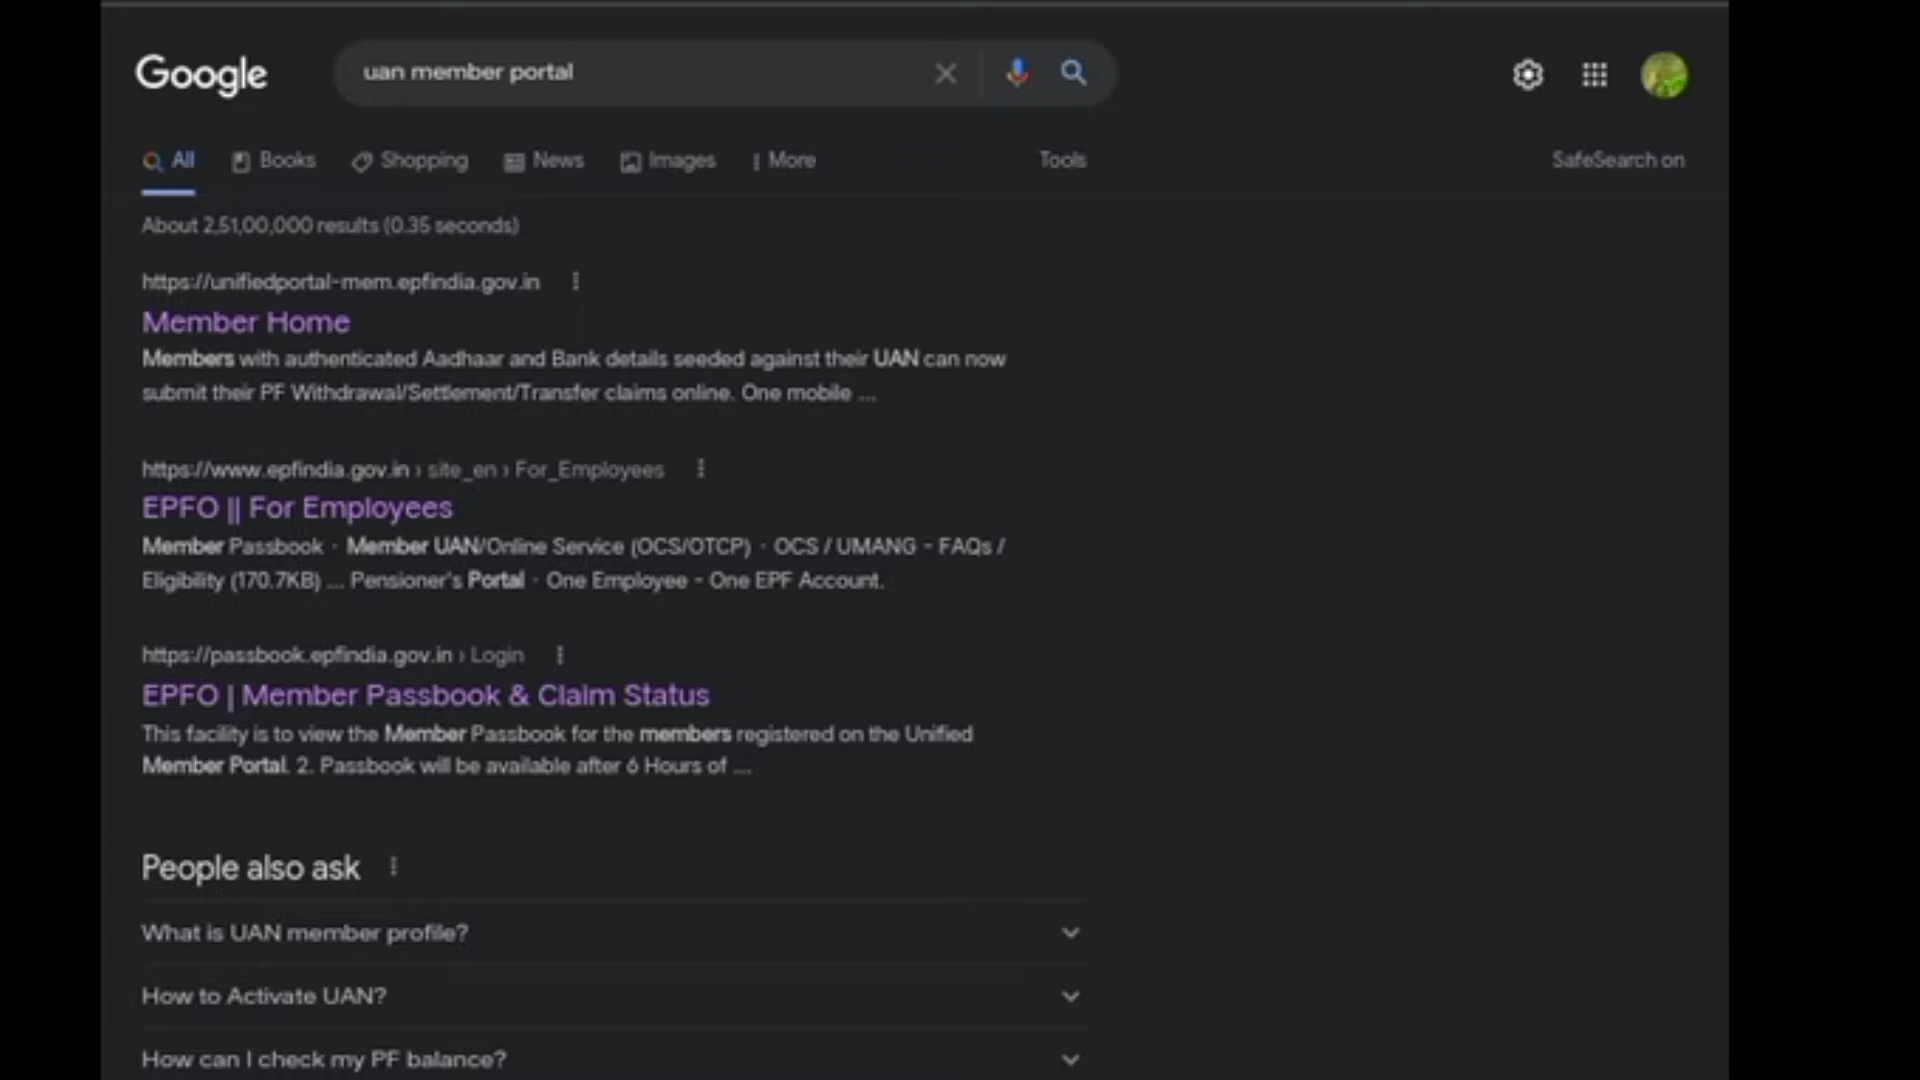 Google
uan member portal
All Books Shopping News Images More Tools SafeSearch on
About 2,51,00,000 results (0.35 seconds)
https://unifiedportal-mem.epfindia.gov.in
Member Home
Members with authenticated Aadhaar and Bank details seeded against their UAN can now
submit their PF Withdrawal/Settlement/Transfer claims online. One mobile ...
https://www.epfindia.gov.in › site_en › For_Employees
EPFO || For Employees
Member Passbook · Member UAN/Online Service (OCS/OTCP) · OCS / UMANG - FAQs /
Eligibility (170.7KB) ... Pensioner's Portal · One Employee - One EPF Account.
https://passbook.epfindia.gov.in › Login
EPFO | Member Passbook & Claim Status
This facility is to view the Member Passbook for the members registered on the Unified
Member Portal. 2. Passbook will be available after 6 Hours of ...
People also ask
What is UAN member profile?
How to Activate UAN?
How can I check my PF balance?